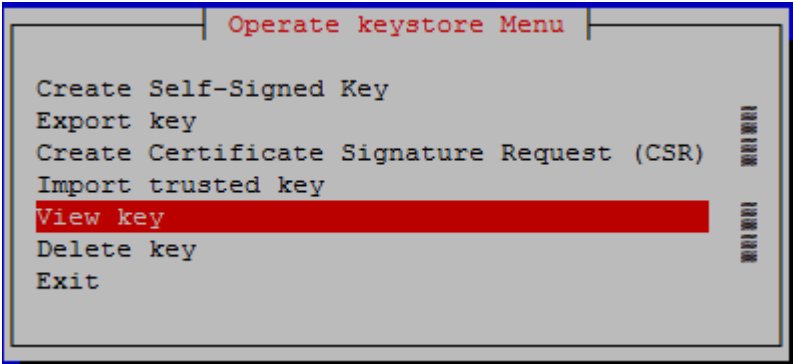 Operate keystore Menu
Create Self-Signed Key
Export key
Create Certificate Signature Request (CSR)
Import trusted key
View key
Delete key
Exit